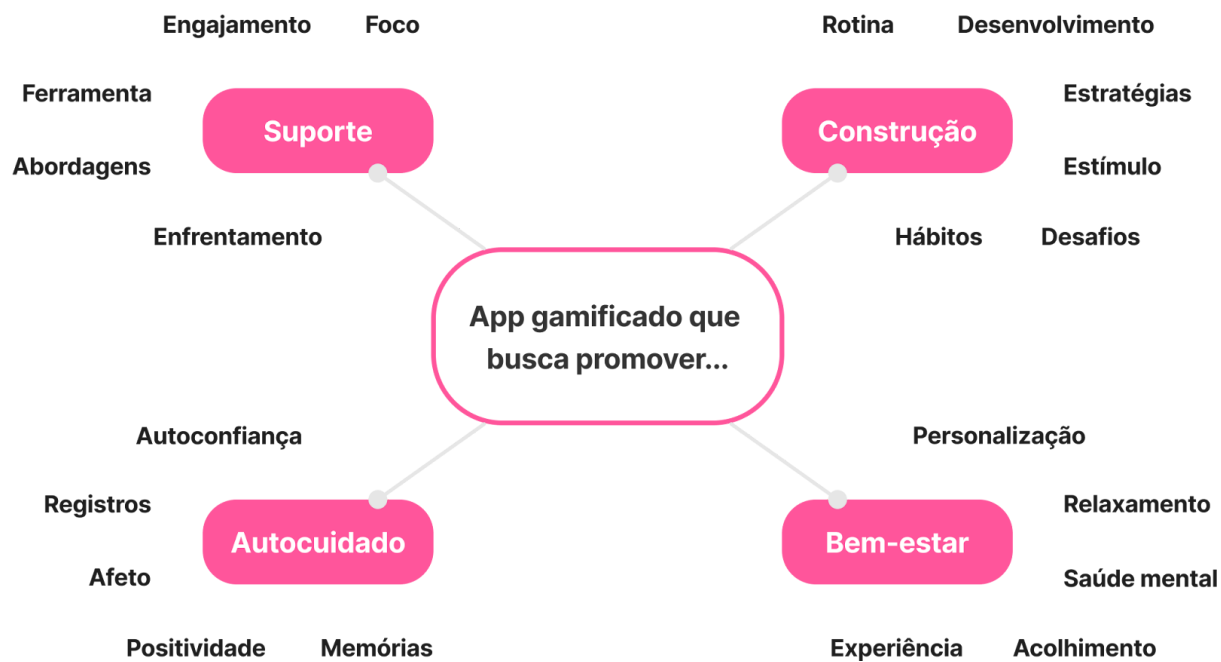 Engajamento
Foco
Ferramenta
Suporte
Abordagens
Enfrentamento
Rotina
Desenvolvimento
Estratégias
Construção
Estímulo
Hábitos
Desafios
App gamificado que
busca promover...
Autoconfiança
Registros
Autocuidado
Afeto
Positividade
Memórias
Personalização
Relaxamento
Bem-estar
Saúde mental
Experiência
Acolhimento